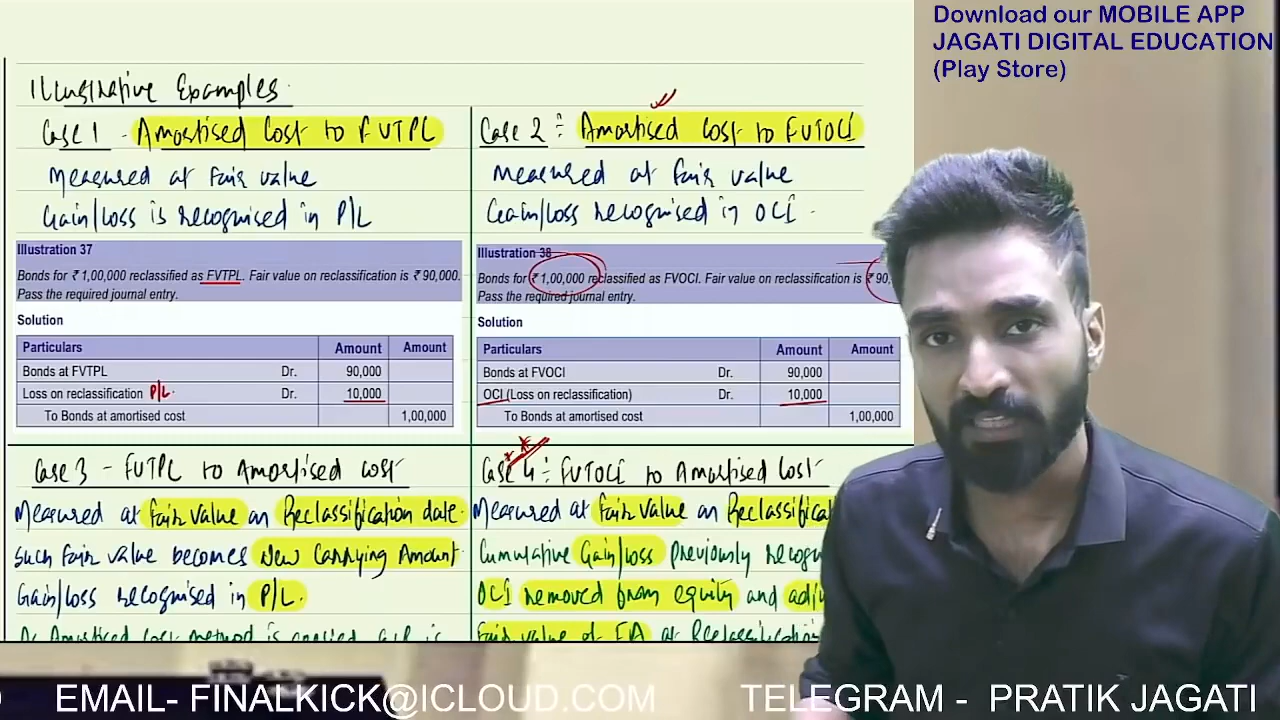 Download our MOBILE APP
JAGATI DIGITAL EDUCATION
(Play Store)
Illustrative Examples.
Case 1 - Amortised Cost to FVTPL
Measured at fair value
Gain/loss is recognised in P/L
Illustration 37
Bonds for ₹ 1,00,000 reclassified as FVTPL. Fair value on reclassification is ₹ 90,000.
Pass the required journal entry.
Solution
Particulars Amount Amount
Bonds at FVTPL Dr. 90,000
Loss on reclassification P/L. Dr. 10,000
To Bonds at amortised cost 1,00,000
Case 2 : Amortised Cost to FVTOCI
Measured at fair value
Gain/loss recognised in OCI.
Illustration 38
Bonds for ₹ 1,00,000 reclassified as FVOCI. Fair value on reclassification is ₹ 90,
Pass the required journal entry.
Solution
Particulars Amount Amount
Bonds at FVOCI Dr. 90,000
OCI (Loss on reclassification) Dr. 10,000
To Bonds at amortised cost 1,00,000
Case 3 - FVTPL to Amortised cost
Measured at fair value on Reclassification date.
Such fair value becomes New Carrying Amount
Gain/loss recognised in P/L.
Case 4 : FVTOCI to Amortised Cost
Measured at fair value on
Cumulative Gain/loss Previously
OCI removed from equity and
fair value of FA at
EMAIL- FINALKICK@ICLOUD.COM TELEGRAM - PRATIK JAGATI